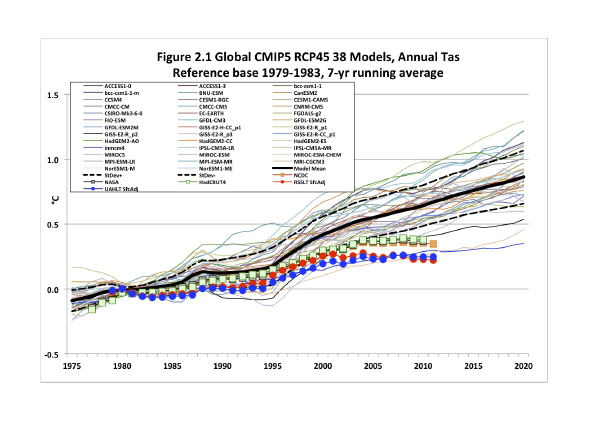 Figure 2.1 Global CMIP5 RCP45 38 Models, Annual Tas
Reference base 1979-1983, 7-yr running average
ACCESS1-0 ACCESS1-3 bcc-csm1-1
bcc-csm1-1-m BNU-ESM CanESM2
CCSM4 CESM1-BGC CESM1-CAM5
CMCC-CM CMCC-CMS CNRM-CM5
CSIRO-Mk3-6-0 EC-EARTH FGOALS-g2
FIO-ESM GFDL-CM3 GFDL-ESM2G
GFDL-ESM2M GISS-E2-H-CC_p1 GISS-E2-R_p1
GISS-E2-R_p2 GISS-E2-R_p3 GISS-E2-R-CC_p1
HadGEM2-AO HadGEM2-CC HadGEM2-ES
inmcm4 IPSL-CM5A-LR IPSL-CM5A-MR
MIROC5 MIROC-ESM MIROC-ESM-CHEM
MPI-ESM-LR MPI-ESM-MR MRI-CGCM3
NorESM1-M NorESM1-ME Model Mean
StDev+ StDev- NCDC
NASA HadCRUT4 RSSLT SfcAdj
UAHLT SfcAdj
1.5
1.0
°C
0.5
0.0
-0.5
1975 1980 1985 1990 1995 2000 2005 2010 2015 2020